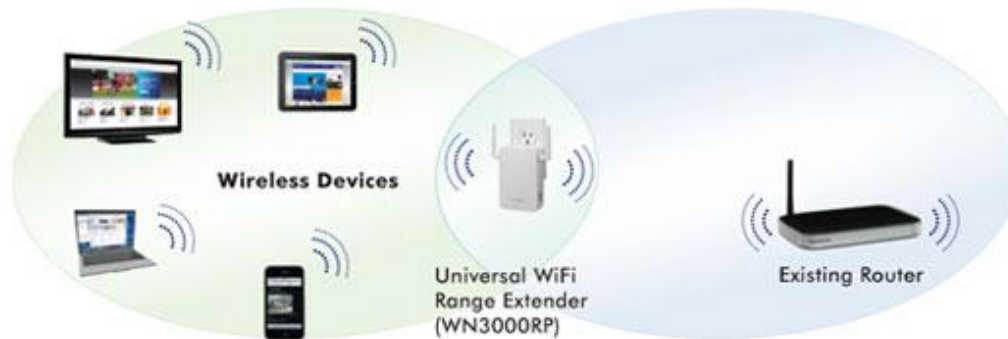 Wireless Devices
Universal WiFi
Range Extender
(WN3000RP)
Existing Router